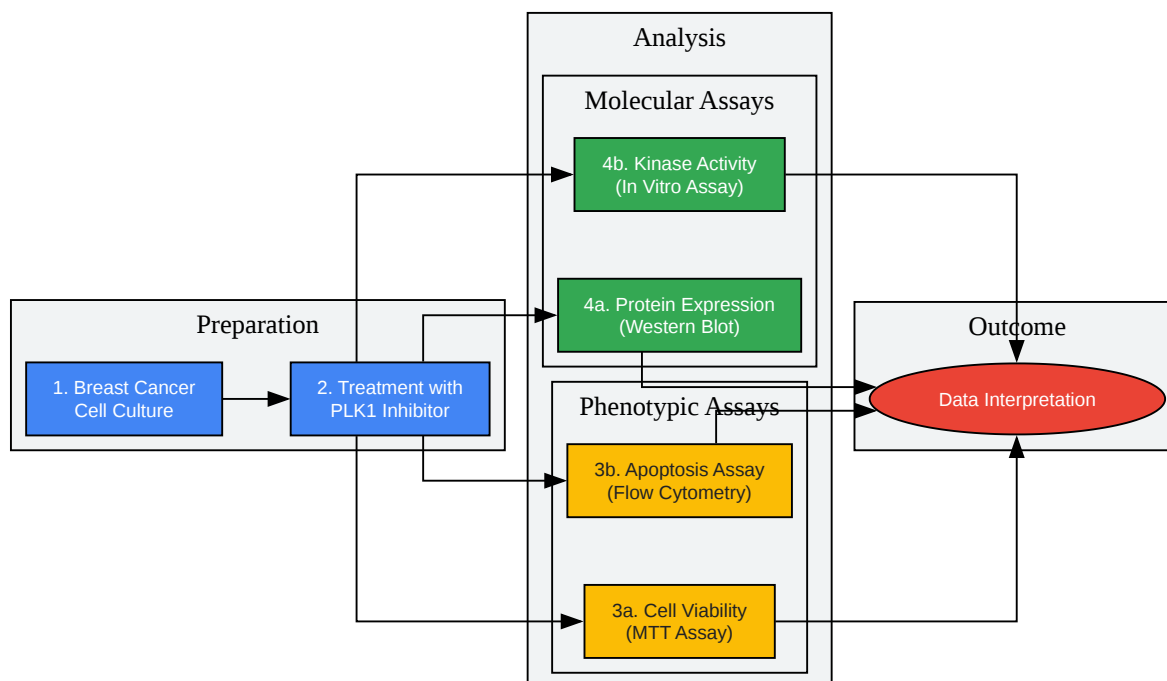 Analysis
Molecular Assays
4b. Kinase Activity
(In Vitro Assay)
4a. Protein Expression
(Western Blot)
Preparation
1. Breast Cancer
Cell Culture
2. Treatment with
PLK1 Inhibitor
Outcome
Data Interpretation
Phenotypic Assays
3b. Apoptosis Assay
(Flow Cytometry)
3a. Cell Viability
(MTT Assay)